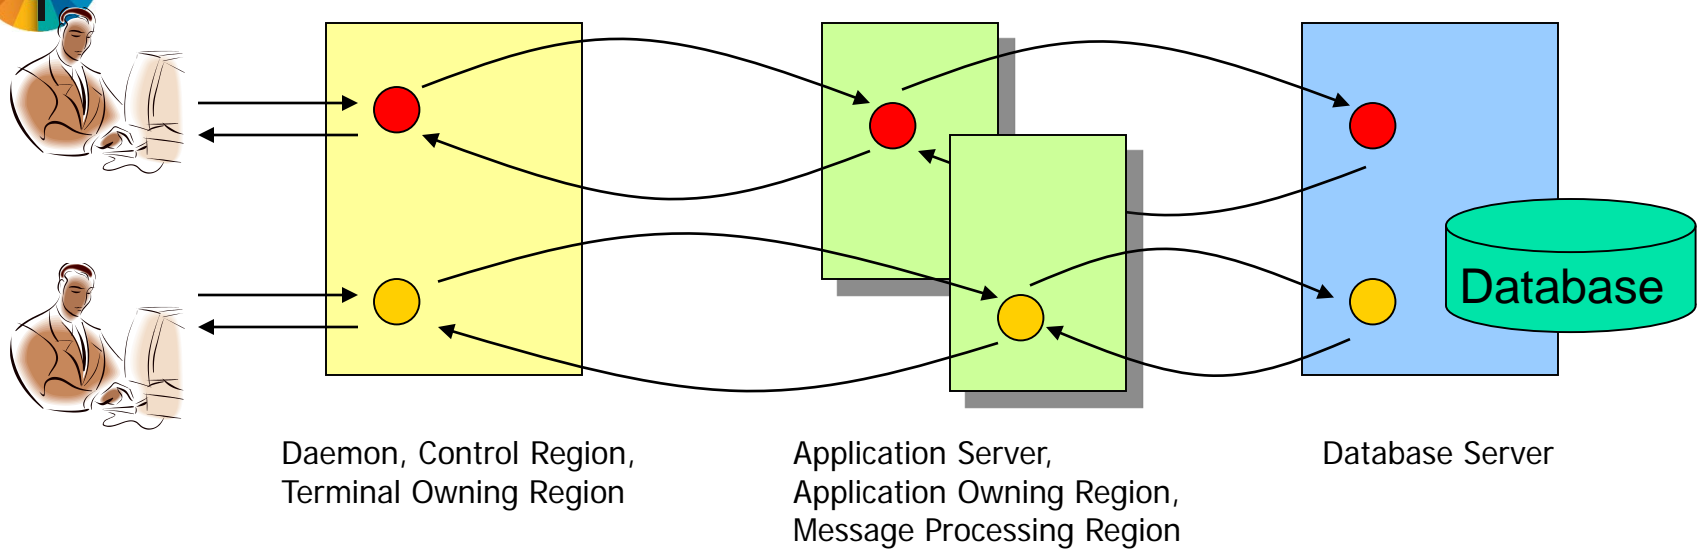 Database
Daemon, Control Region,
Terminal Owning Region
Application Server,
Application Owning Region,
Message Processing Region
Database Server